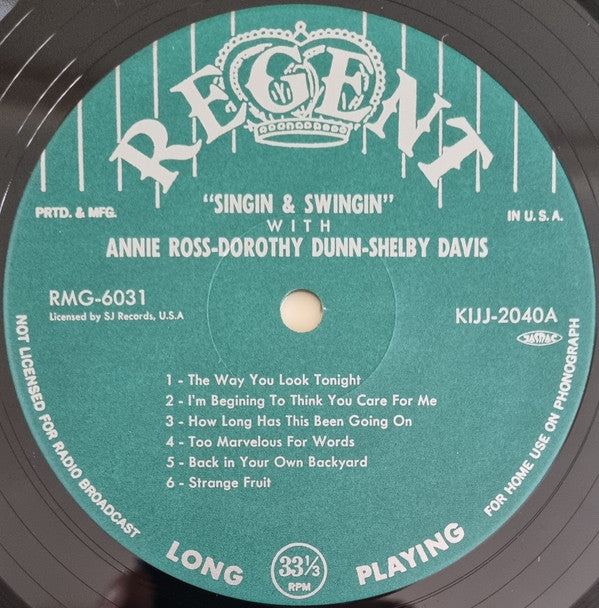 REGENT
PRTD. & MFG.
IN U.S.A.
"SINGIN & SWINGIN"
WITH
ANNIE ROSS-DOROTHY DUNN-SHELBY DAVIS
RMG-6031
Licensed by SJ Records, U.S.A
KIJJ-2040A
JASRAC
1 - The Way You Look Tonight
2 - I'm Begining To Think You Care For Me
3 - How Long Has This Been Going On
4 - Too Marvelous For Words
5 - Back in Your Own Backyard
6 - Strange Fruit
NOT LICENSED FOR RADIO BROADCAST
FOR HOME USE ON PHONOGRAPH
LONG PLAYING
33⅓
RPM